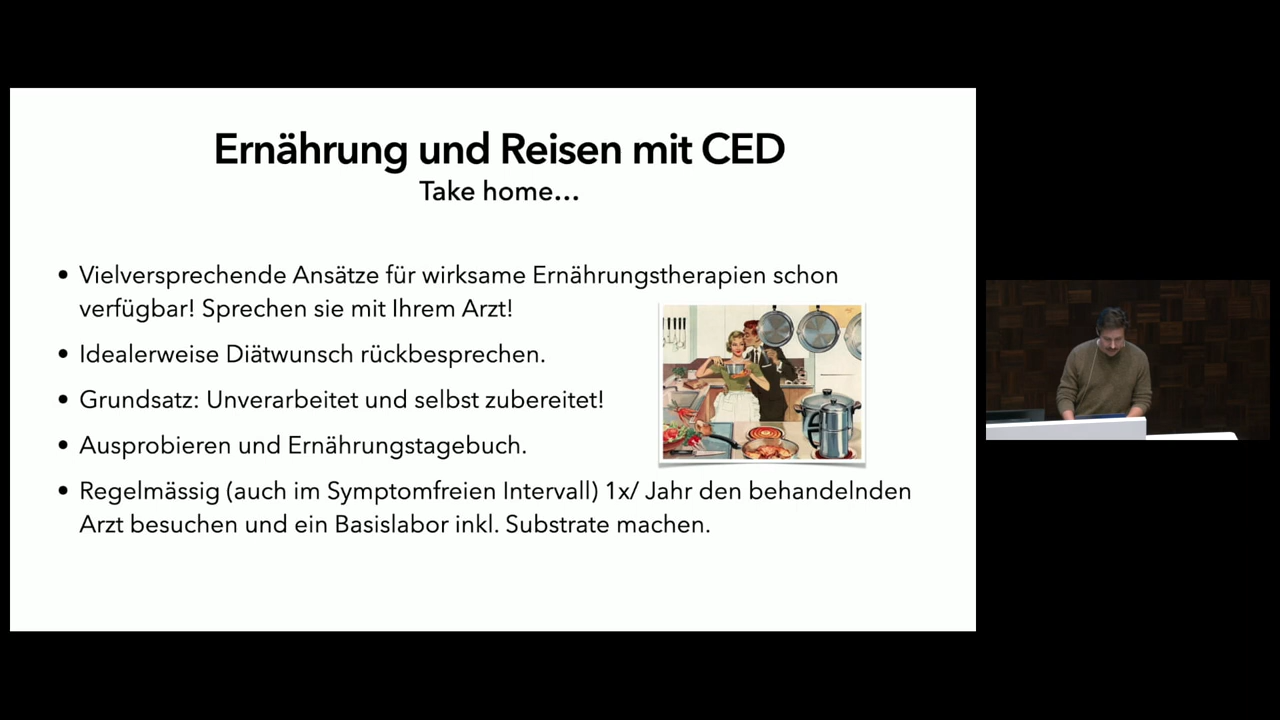 Ernährung und Reisen mit CED
Take home…
• Vielversprechende Ansätze für wirksame Ernährungstherapien schon
verfügbar! Sprechen sie mit Ihrem Arzt!
• Idealerweise Diätwunsch rückbesprechen.
• Grundsatz: Unverarbeitet und selbst zubereitet!
• Ausprobieren und Ernährungstagebuch.
• Regelmässig (auch im Symptomfreien Intervall) 1x/ Jahr den behandelnden
Arzt besuchen und ein Basislabor inkl. Substrate machen.